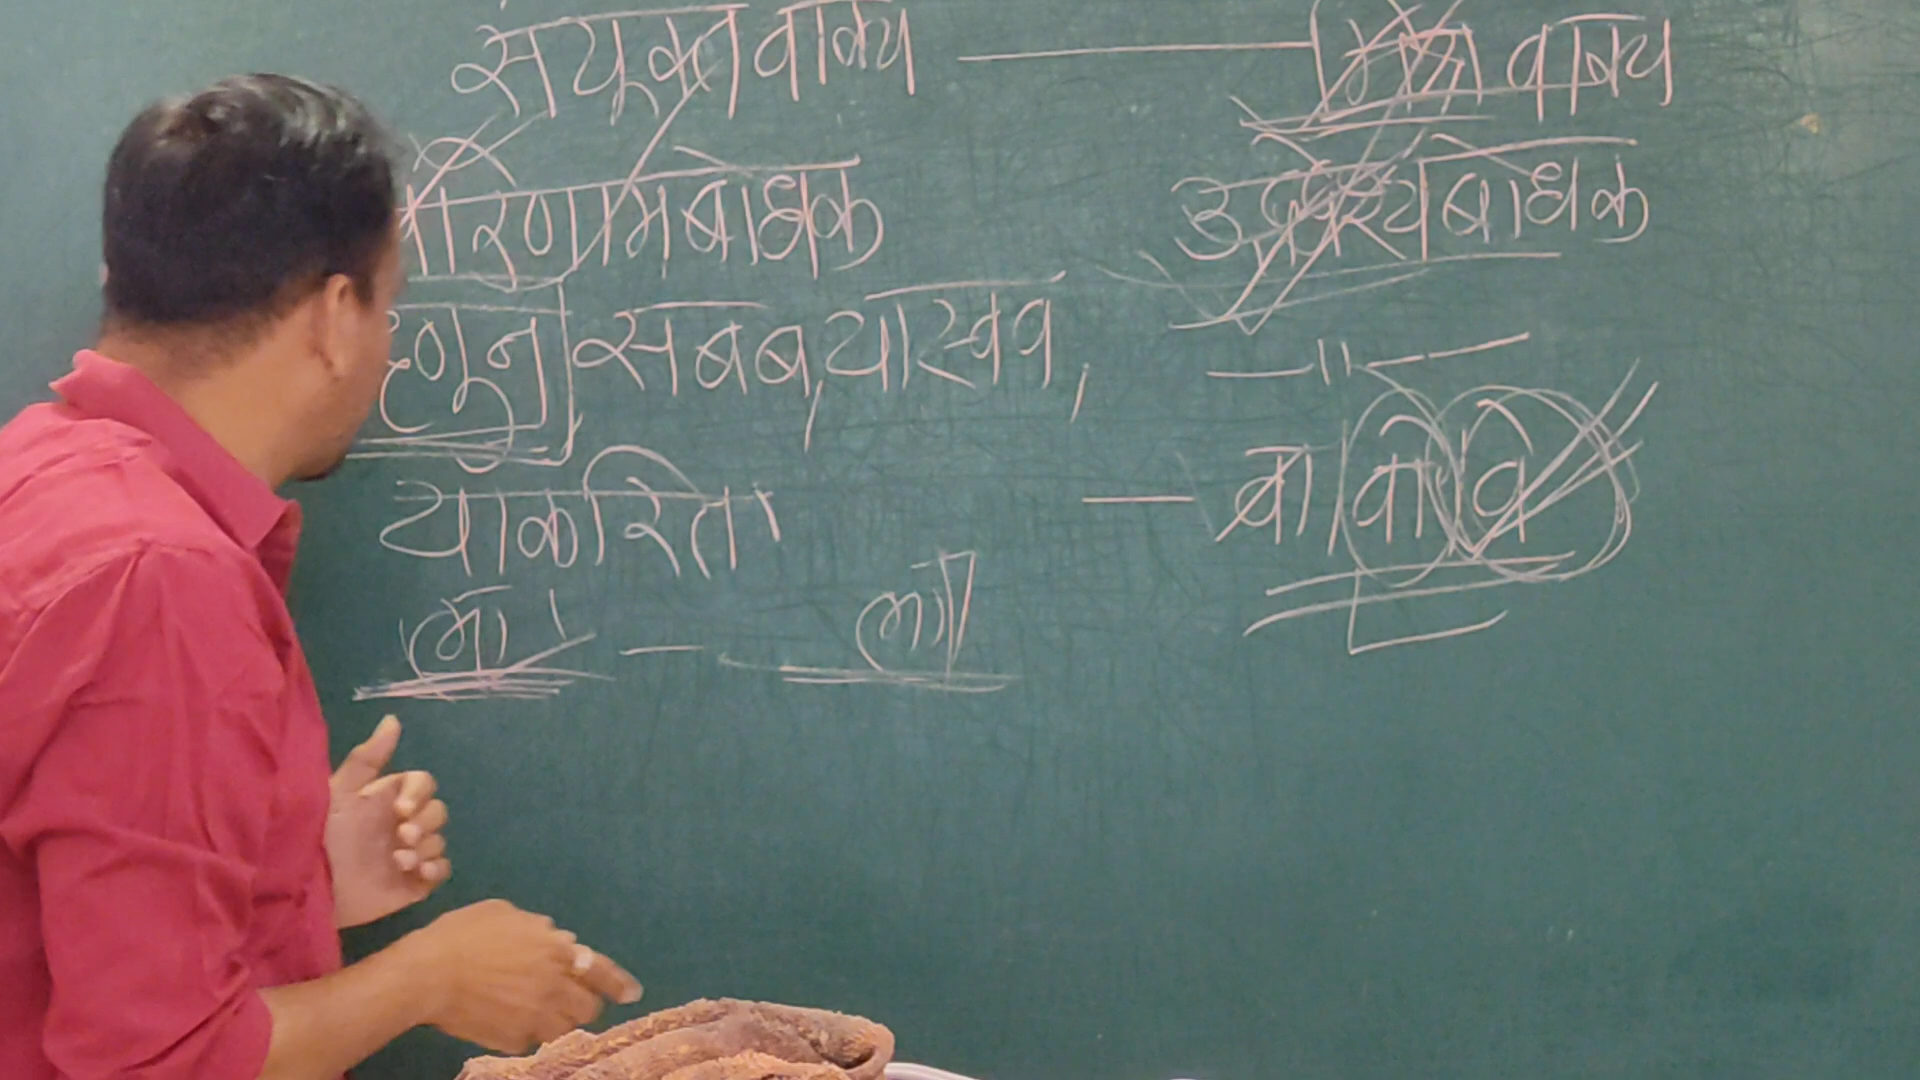 संयूक्त वाक्य — मिश्र वाक्य
परिणामबोधक उद्देश्यबोधक
म्हणून सबब, यास्तव, — " —
याकरिता — वा । वी । वे
ला